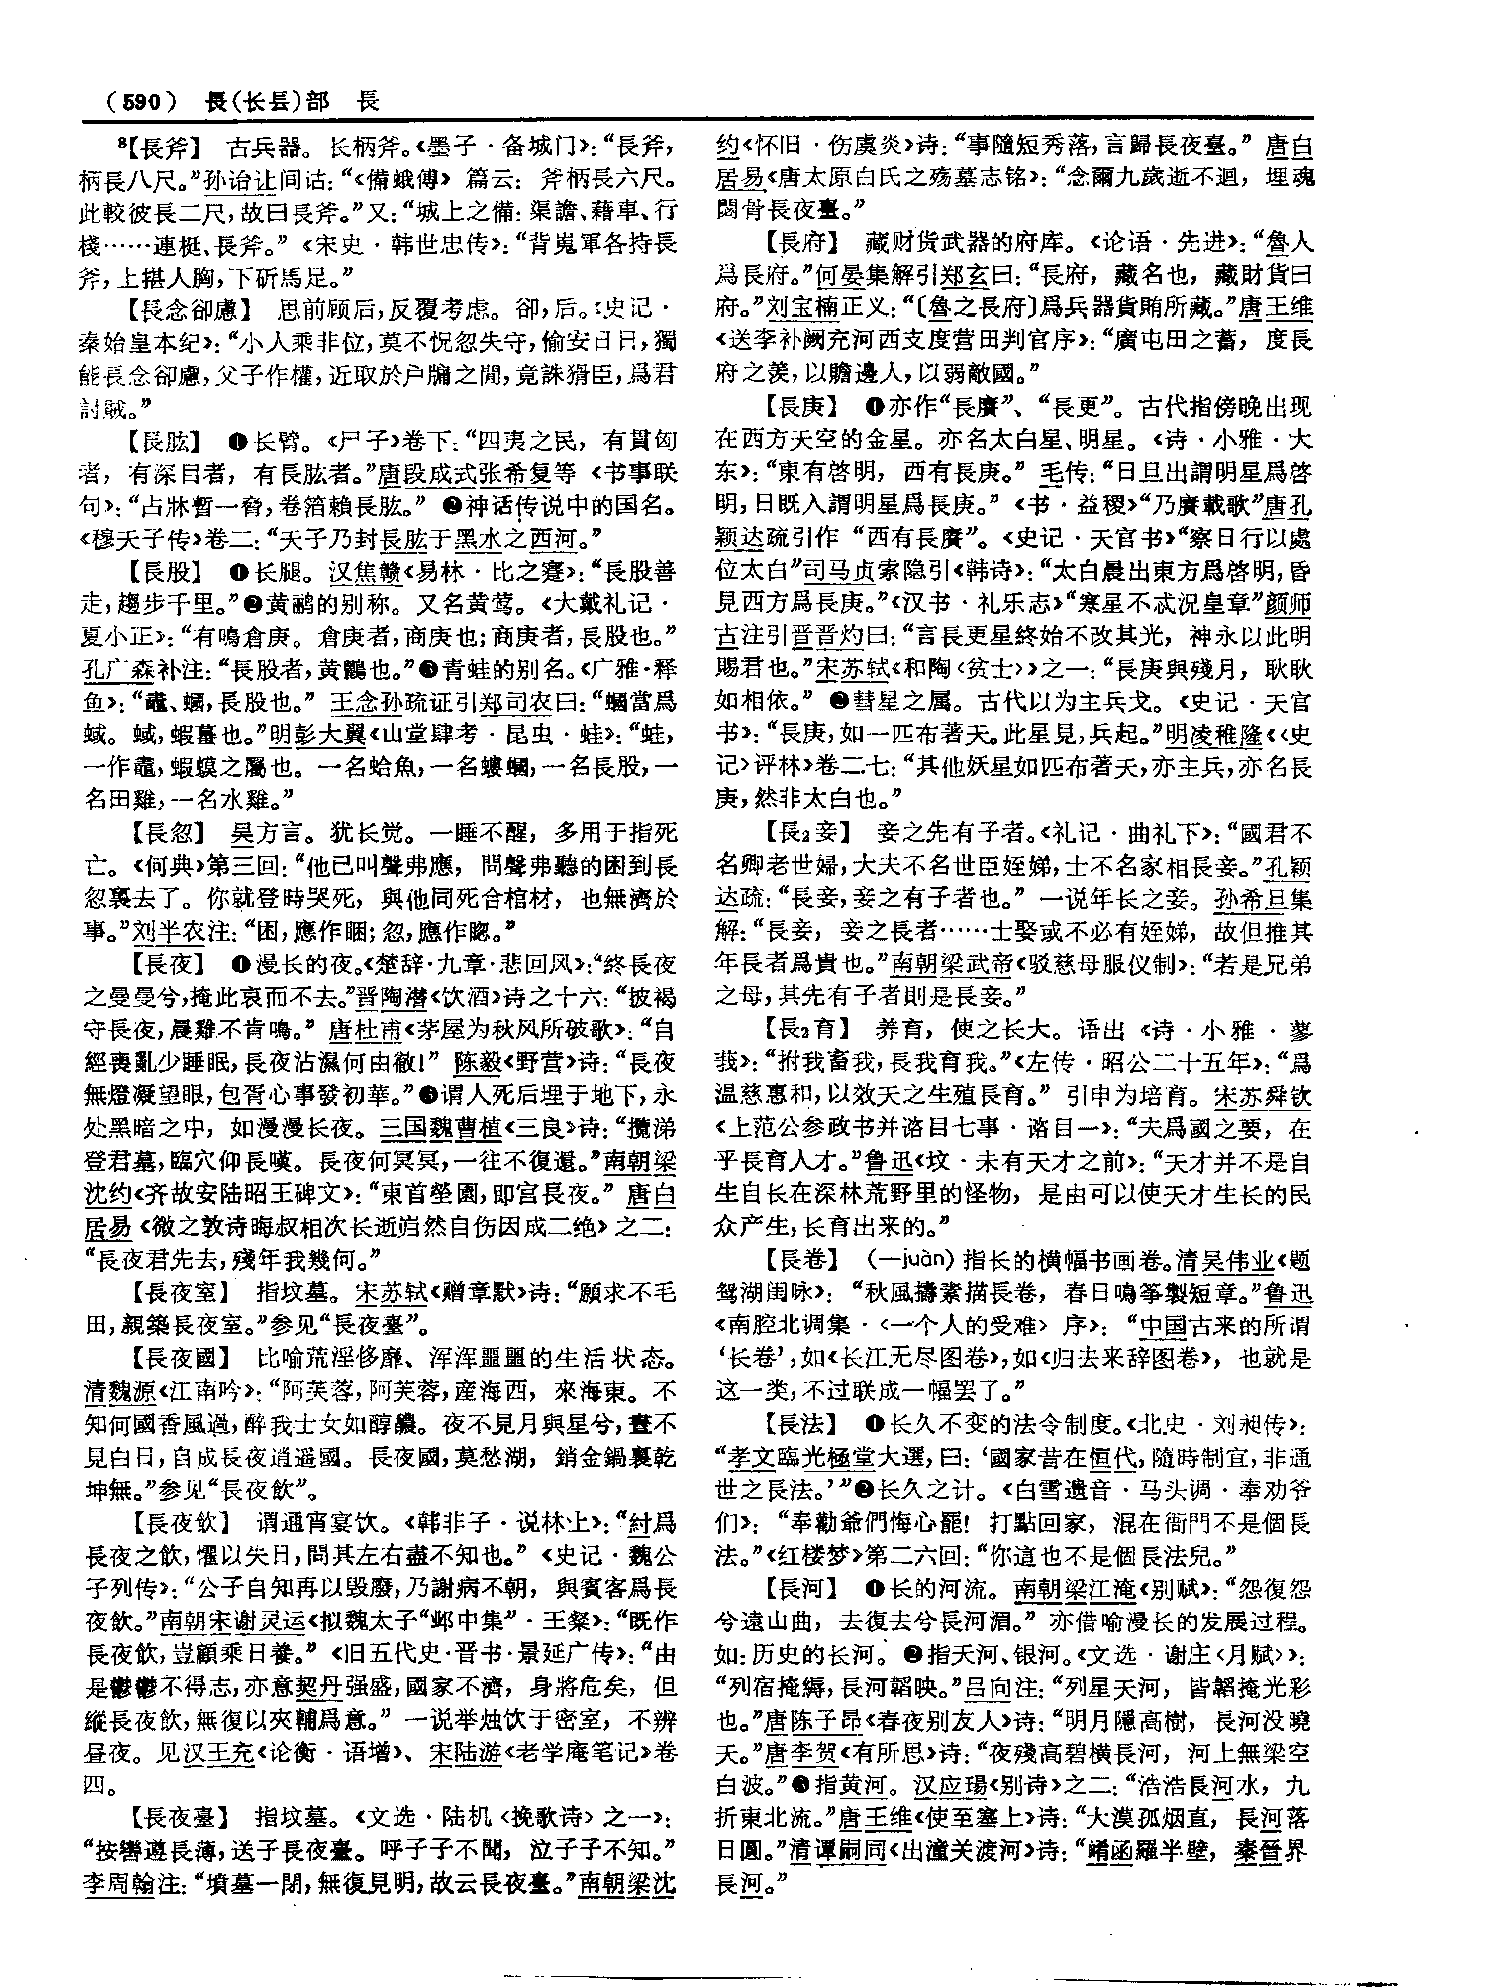 （590） 長(长镸)部 長
⁸【長斧】 古兵器。长柄斧。《墨子·备城门》：“長斧，
柄長八尺。”孙诒让间诂：“《備蛾傅》篇云：斧柄長六尺。
此較彼長二尺，故曰長斧。”又：“城上之備：渠譫、藉車、行
棧……連梃、長斧。”《宋史·韩世忠传》：“背嵬軍各持長
斧，上揕人胸，下斫馬足。”
【長念卻慮】 思前顾后，反覆考虑。卻，后。《史记·
秦始皇本纪》：“小人乘非位，莫不怳忽失守，偷安日日，獨
能長念卻慮，父子作權，近取於户牖之閒，竟誅猾臣，爲君
討賊。”
【長肱】 ❶长臂。《尸子》卷下：“四夷之民，有貫匈
者，有深目者，有長肱者。”唐段成式张希复等《书事联
句》：“占牀暫一脅，卷箔賴長肱。”❷神话传说中的国名。
《穆天子传》卷二：“天子乃封長肱于黑水之西河。”
【長股】 ❶长腿。汉焦赣《易林·比之蹇》：“長股善
走，趨步千里。”❷黄鹂的别称。又名黄莺。《大戴礼记·
夏小正》：“有鳴倉庚。倉庚者，商庚也；商庚者，長股也。”
孔广森补注：“長股者，黄鸝也。”❸青蛙的别名。《广雅·释
鱼》：“鼃、蟈，長股也。”王念孙疏证引郑司农曰：“蟈當爲
蜮。蜮，蝦蟇也。”明彭大翼《山堂肆考·昆虫·蛙》：“蛙，
一作鼃，蝦蟆之屬也。一名蛤魚，一名螻蟈，一名長股，一
名田雞，一名水雞。”
【長忽】 吴方言。犹长觉。一睡不醒，多用于指死
亡。《何典》第三回：“他已叫聲弗應，問聲弗聽的困到長
忽裏去了。你就登時哭死，與他同死合棺材，也無濟於
事。”刘半农注：“困，應作睏；忽，應作𥇰。”
【長夜】 ❶漫长的夜。《楚辞·九章·悲回风》：“終長夜
之曼曼兮，掩此哀而不去。”晋陶潜《饮酒》诗之十六：“披褐
守長夜，晨雞不肯鳴。”唐杜甫《茅屋为秋风所破歌》：“自
經喪亂少睡眠，長夜沾濕何由徹！”陈毅《野营》诗：“長夜
無燈凝望眼，包胥心事發初華。”❷谓人死后埋于地下，永
处黑暗之中，如漫漫长夜。三国魏曹植《三良》诗：“攬涕
登君墓，臨穴仰長嘆。長夜何冥冥，一往不復還。”南朝梁
沈约《齐故安陆昭王碑文》：“東首塋園，即宫長夜。”唐白
居易《微之敦诗晦叔相次长逝岿然自伤因成二绝》之二：
“長夜君先去，殘年我幾何。”
【長夜室】 指坟墓。宋苏轼《赠章默》诗：“願求不毛
田，親築長夜室。”参见“長夜臺”。
【長夜國】 比喻荒淫侈靡、浑浑噩噩的生活状态。
清魏源《江南吟》：“阿芙蓉，阿芙蓉，産海西，來海東。不
知何國香風過，醉我士女如醇醲。夜不見月與星兮，晝不
見白日，自成長夜逍遥國。長夜國，莫愁湖，銷金鍋裏乾
坤無。”参见“長夜飲”。
【長夜飲】 谓通宵宴饮。《韩非子·说林上》：“紂爲
長夜之飲，懼以失日，問其左右盡不知也。”《史记·魏公
子列传》：“公子自知再以毁廢，乃謝病不朝，與賓客爲長
夜飲。”南朝宋谢灵运《拟魏太子“邺中集”·王粲》：“既作
長夜飲，豈顧乘日養。”《旧五代史·晋书·景延广传》：“由
是鬱鬱不得志，亦意契丹强盛，國家不濟，身將危矣，但
縱長夜飲，無復以夾輔爲意。”一说举烛饮于密室，不辨
昼夜。见汉王充《论衡·语增》、宋陆游《老学庵笔记》卷
四。
【長夜臺】 指坟墓。《文选·陆机〈挽歌诗〉之一》：
“按轡遵長薄，送子長夜臺。呼子子不聞，泣子子不知。”
李周翰注：“墳墓一閉，無復見明，故云長夜臺。”南朝梁沈
约《怀旧·伤虞炎》诗：“事隨短秀落，言歸長夜臺。”唐白
居易《唐太原白氏之殇墓志铭》：“念爾九歲逝不迴，埋魂
閟骨長夜臺。”
【長府】 藏财货武器的府库。《论语·先进》：“魯人
爲長府。”何晏集解引郑玄曰：“長府，藏名也，藏財貨曰
府。”刘宝楠正义：“〔魯之長府〕爲兵器貨賄所藏。”唐王维
《送李补阙充河西支度营田判官序》：“廣屯田之蓄，度長
府之羨，以贍邊人，以弱敵國。”
【長庚】 ❶亦作“長賡”、“長更”。古代指傍晚出现
在西方天空的金星。亦名太白星、明星。《诗·小雅·大
东》：“東有啓明，西有長庚。”毛传：“日旦出謂明星爲啓
明，日既入謂明星爲長庚。”《书·益稷》“乃賡載歌”唐孔
颖达疏引作“西有長賡”。《史记·天官书》“察日行以處
位太白”司马贞索隐引《韩诗》：“太白晨出東方爲啓明，昏
見西方爲長庚。”《汉书·礼乐志》“寒星不忒況皇章”颜师
古注引晋晋灼曰：“言長更星終始不改其光，神永以此明
賜君也。”宋苏轼《和陶〈贫士〉》之一：“長庚與殘月，耿耿
如相依。”❷彗星之属。古代以为主兵戈。《史记·天官
书》：“長庚，如一匹布著天。此星見，兵起。”明凌稚隆《〈史
记〉评林》卷二七：“其他妖星如匹布著天，亦主兵，亦名長
庚，然非太白也。”
【長₂妾】 妾之先有子者。《礼记·曲礼下》：“國君不
名卿老世婦，大夫不名世臣姪娣，士不名家相長妾。”孔颖
达疏：“長妾，妾之有子者也。”一说年长之妾。孙希旦集
解：“長妾，妾之長者……士娶或不必有姪娣，故但推其
年長者爲貴也。”南朝梁武帝《驳慈母服仪制》：“若是兄弟
之母，其先有子者則是長妾。”
【長₂育】 养育，使之长大。语出《诗·小雅·蓼
莪》：“拊我畜我，長我育我。”《左传·昭公二十五年》：“爲
温慈惠和，以效天之生殖長育。”引申为培育。宋苏舜钦
《上范公参政书并谘目七事·谘目一》：“夫爲國之要，在
乎長育人才。”鲁迅《坟·未有天才之前》：“天才并不是自
生自长在深林荒野里的怪物，是由可以使天才生长的民
众产生，长育出来的。”
【長卷】 （—juàn）指长的横幅书画卷。清吴伟业《题
鸳湖闺咏》：“秋風擣素描長卷，春日鳴筝製短章。”鲁迅
《南腔北调集·〈一个人的受难〉序》：“中国古来的所谓
‘长卷’，如《长江无尽图卷》，如《归去来辞图卷》，也就是
这一类，不过联成一幅罢了。”
【長法】 ❶长久不变的法令制度。《北史·刘昶传》：
“孝文臨光極堂大選，曰：‘國家昔在恒代，隨時制宜，非通
世之長法。’”❷长久之计。《白雪遗音·马头调·奉劝爷
们》：“奉勸爺們悔心罷！打點回家，混在衙門不是個長
法。”《红楼梦》第二六回：“你這也不是個長法兒。”
【長河】 ❶长的河流。南朝梁江淹《别赋》：“怨復怨
兮遠山曲，去復去兮長河湄。”亦借喻漫长的发展过程。
如：历史的长河。❷指天河、银河。《文选·谢庄〈月赋〉》：
“列宿掩縟，長河韜映。”吕向注：“列星天河，皆韜掩光彩
也。”唐陈子昂《春夜别友人》诗：“明月隱高樹，長河没曉
天。”唐李贺《有所思》诗：“夜殘高碧横長河，河上無梁空
白波。”❸指黄河。汉应玚《别诗》之二：“浩浩長河水，九
折東北流。”唐王维《使至塞上》诗：“大漠孤烟直，長河落
日圆。”清谭嗣同《出潼关渡河》诗：“崤函羅半壁，秦晉界
長河。”